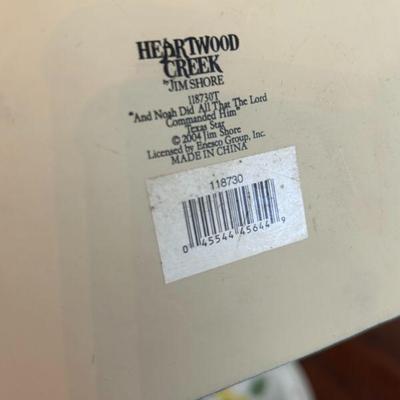 HEARTWOOD
CREEK
by JIM SHORE
118730T
"And Noah Did All That The Lord
Commanded Him"
Texas Star
© 2004 Jim Shore
Licensed by Enesco Group, Inc.
MADE IN CHINA
118730
0 45544 45644 9